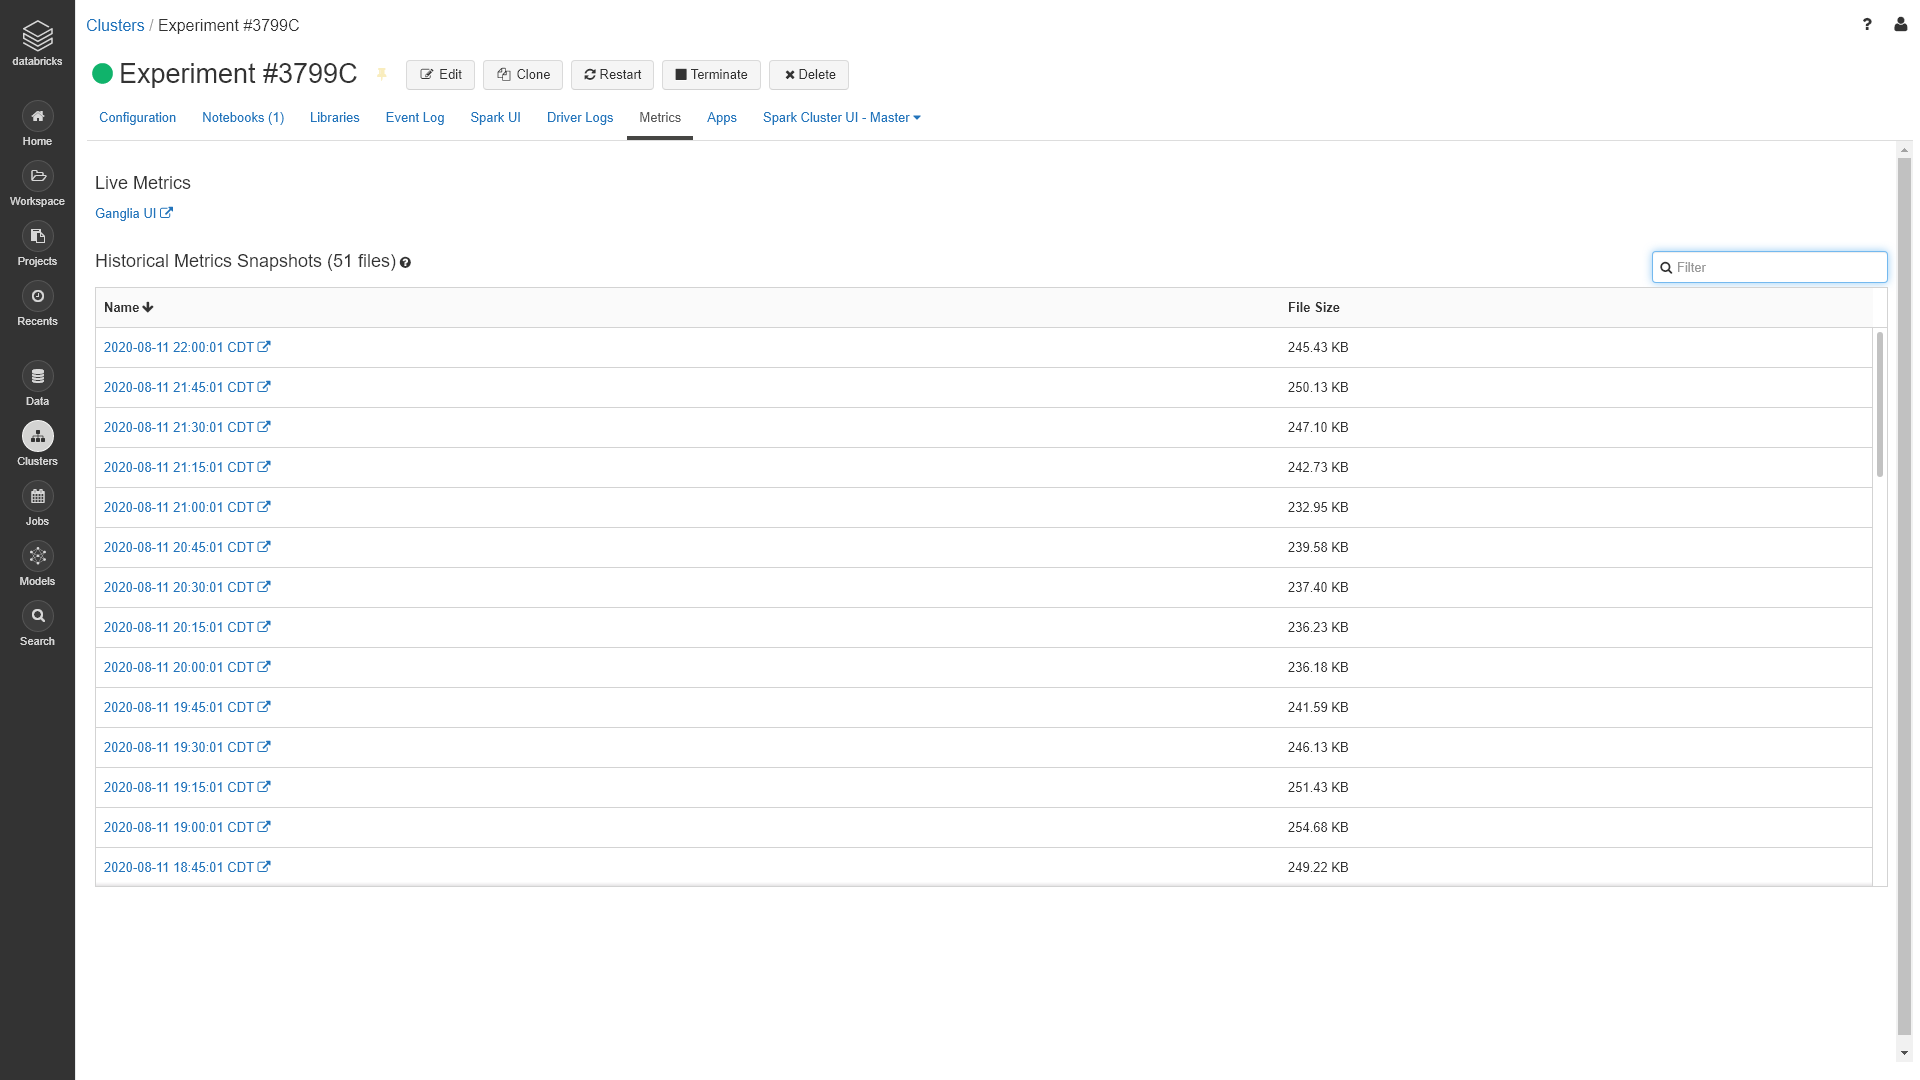 databricks
Home
Workspace
Projects
Recents
Data
Clusters
Jobs
Models
Search
Clusters / Experiment #3799C
?
Experiment #3799C
Edit Clone Restart Terminate Delete
Configuration Notebooks (1) Libraries Event Log Spark UI Driver Logs Metrics Apps Spark Cluster UI - Master
Live Metrics
Ganglia UI
Historical Metrics Snapshots (51 files) ?
Filter
Name File Size
2020-08-11 22:00:01 CDT 245.43 KB
2020-08-11 21:45:01 CDT 250.13 KB
2020-08-11 21:30:01 CDT 247.10 KB
2020-08-11 21:15:01 CDT 242.73 KB
2020-08-11 21:00:01 CDT 232.95 KB
2020-08-11 20:45:01 CDT 239.58 KB
2020-08-11 20:30:01 CDT 237.40 KB
2020-08-11 20:15:01 CDT 236.23 KB
2020-08-11 20:00:01 CDT 236.18 KB
2020-08-11 19:45:01 CDT 241.59 KB
2020-08-11 19:30:01 CDT 246.13 KB
2020-08-11 19:15:01 CDT 251.43 KB
2020-08-11 19:00:01 CDT 254.68 KB
2020-08-11 18:45:01 CDT 249.22 KB